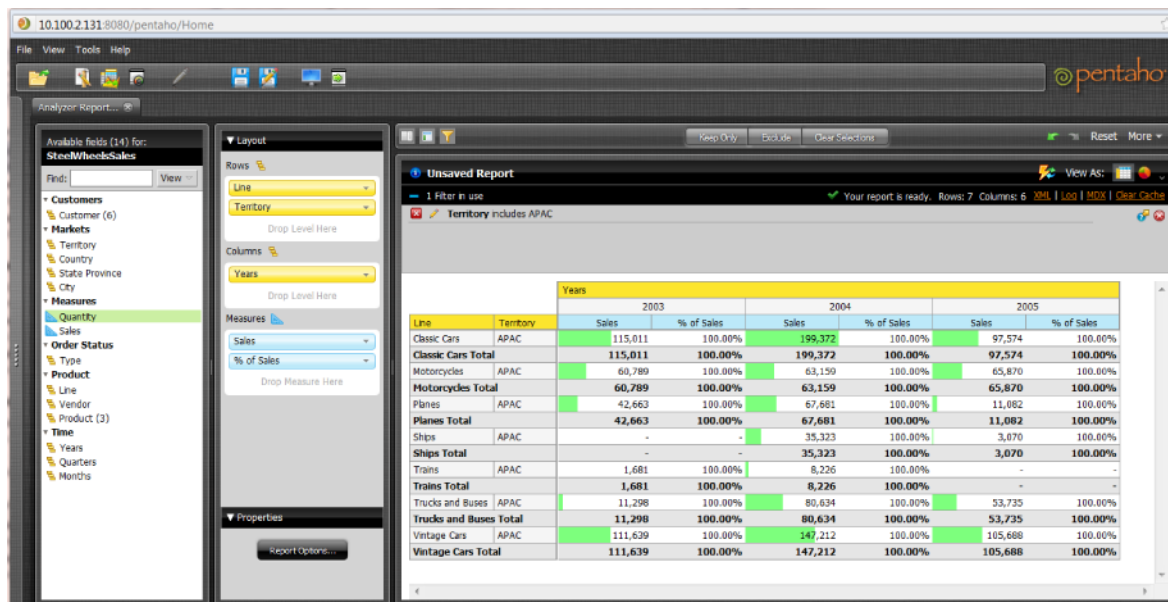 10.100.2.131:8080/pentaho/Home
File View Tools Help
pentaho
Analyzer Report...
Available fields (14) for:
SteelWheelsSales
Find: View
Customers
Customer (6)
Markets
Territory
Country
State Province
City
Measures
Quantity
Sales
Order Status
Type
Product
Line
Vendor
Product (3)
Time
Years
Quarters
Months
Layout
Rows
Line
Territory
Drop Level Here
Columns
Years
Drop Level Here
Measures
Sales
% of Sales
Drop Measure Here
Properties
Report Options...
Keep Only Exclude Clear Selections Reset More
Unsaved Report View As:
1 Filter in use Your report is ready. Rows: 7 Columns: 6 XML | Log | MDX | Clear Cache
Territory includes APAC
Years
2003 2004 2005
Line Territory Sales % of Sales Sales % of Sales Sales % of Sales
Classic Cars APAC 115,011 100.00% 199,372 100.00% 97,574 100.00%
Classic Cars Total 115,011 100.00% 199,372 100.00% 97,574 100.00%
Motorcycles APAC 60,789 100.00% 63,159 100.00% 65,870 100.00%
Motorcycles Total 60,789 100.00% 63,159 100.00% 65,870 100.00%
Planes APAC 42,663 100.00% 67,681 100.00% 11,082 100.00%
Planes Total 42,663 100.00% 67,681 100.00% 11,082 100.00%
Ships APAC - - 35,323 100.00% 3,070 100.00%
Ships Total - - 35,323 100.00% 3,070 100.00%
Trains APAC 1,681 100.00% 8,226 100.00% - -
Trains Total 1,681 100.00% 8,226 100.00% - -
Trucks and Buses APAC 11,298 100.00% 80,634 100.00% 53,735 100.00%
Trucks and Buses Total 11,298 100.00% 80,634 100.00% 53,735 100.00%
Vintage Cars APAC 111,639 100.00% 147,212 100.00% 105,688 100.00%
Vintage Cars Total 111,639 100.00% 147,212 100.00% 105,688 100.00%